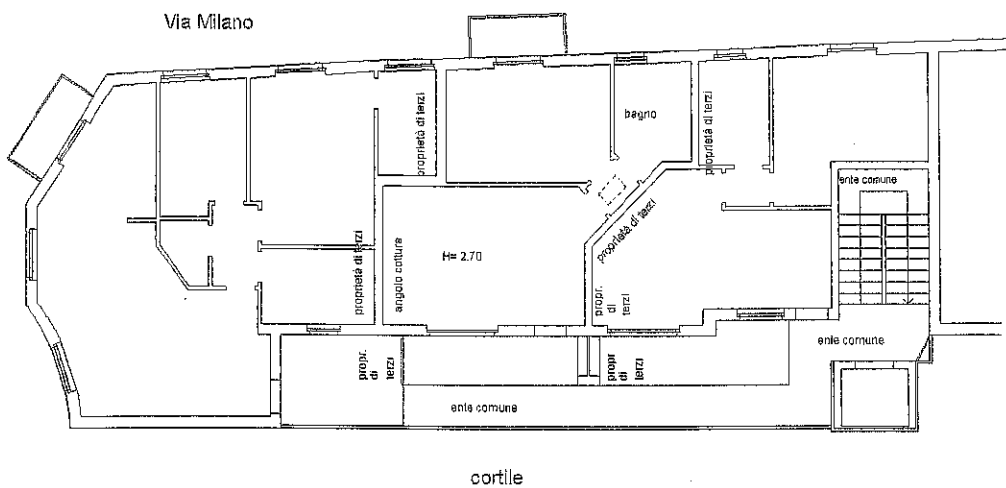 Via Milano
proprietà di terzi
bagno
proprietà di terzi
ente comune
proprietà di terzi
proprietà di terzi
angolo cottura
H= 2.70
propr.
di
terzi
ente comune
propr.
di
terzi
propr.
di
terzi
ente comune
cortile